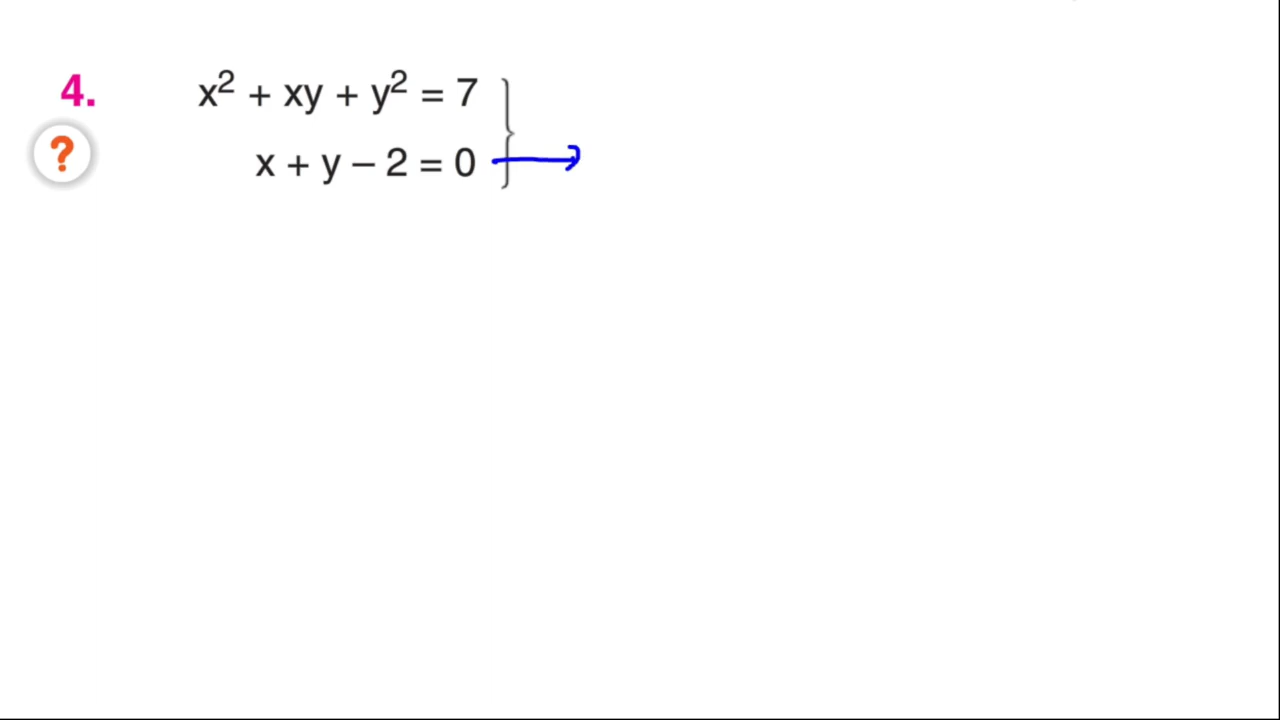 4. x² + xy + y² = 7
? x + y – 2 = 0